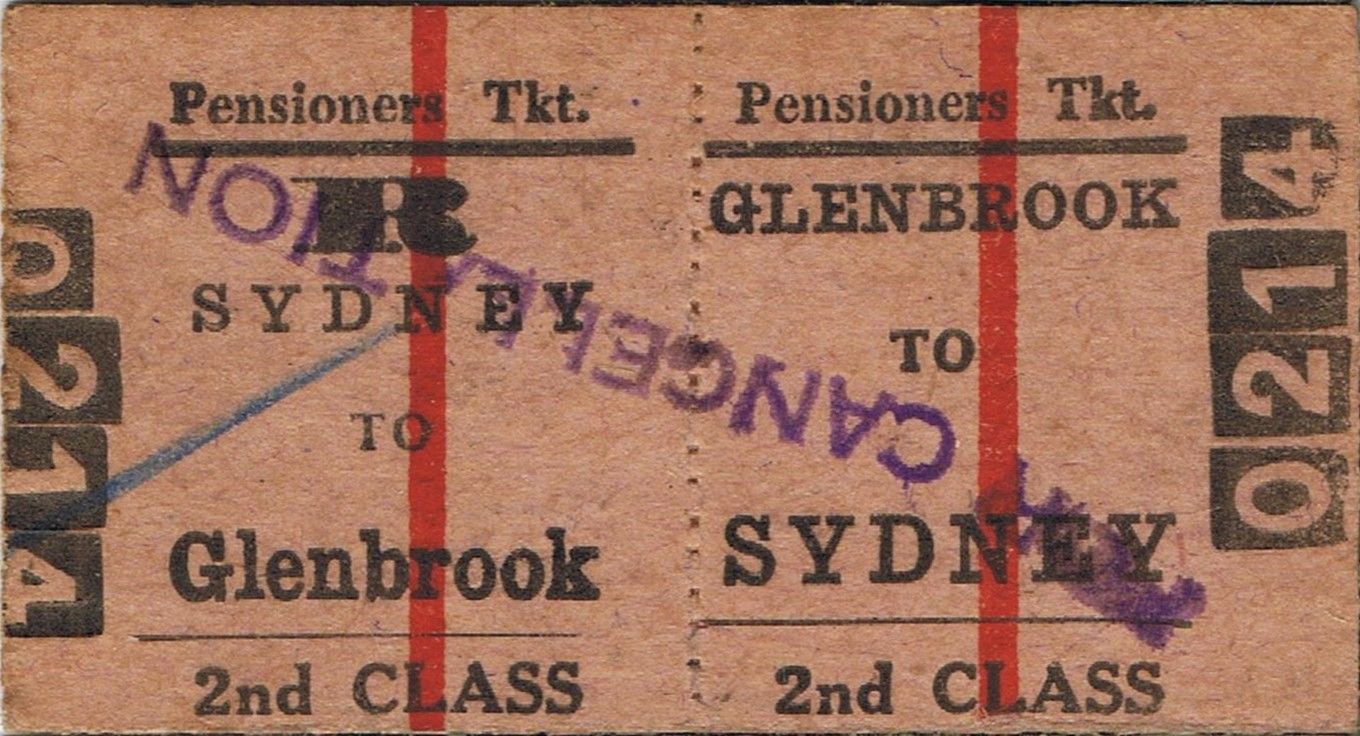 Pensioners Tkt.
R
SYDNEY
TO
Glenbrook
2nd CLASS
0214
Pensioners Tkt.
GLENBROOK
TO
SYDNEY
2nd CLASS
0214
CANCELLATION